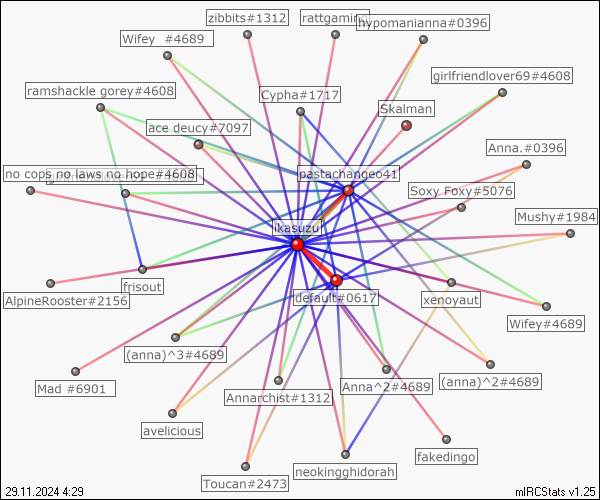 zibbits#1312
rattgaming
hypomanianna#0396
Wifey #4689
girlfriendlover69#4608
ramshackle gorey#4608
Cypha#1717
Skalman
ace deucy#7097
Anna.#0396
no cops no laws no hope#4608
pastachange041
Soxy Foxy#5076
Mushy#1984
ikasuzu
frisout
AlpineRooster#2156
default#0617
xenoyaut
Wifey#4689
(anna)^3#4689
Mad #6901
Annarchist#1312
Anna^2#4689
(anna)^2#4689
avelicious
fakedingo
neokingghidorah
Toucan#2473
29.11.2024 4:29
mIRCStats v1.25